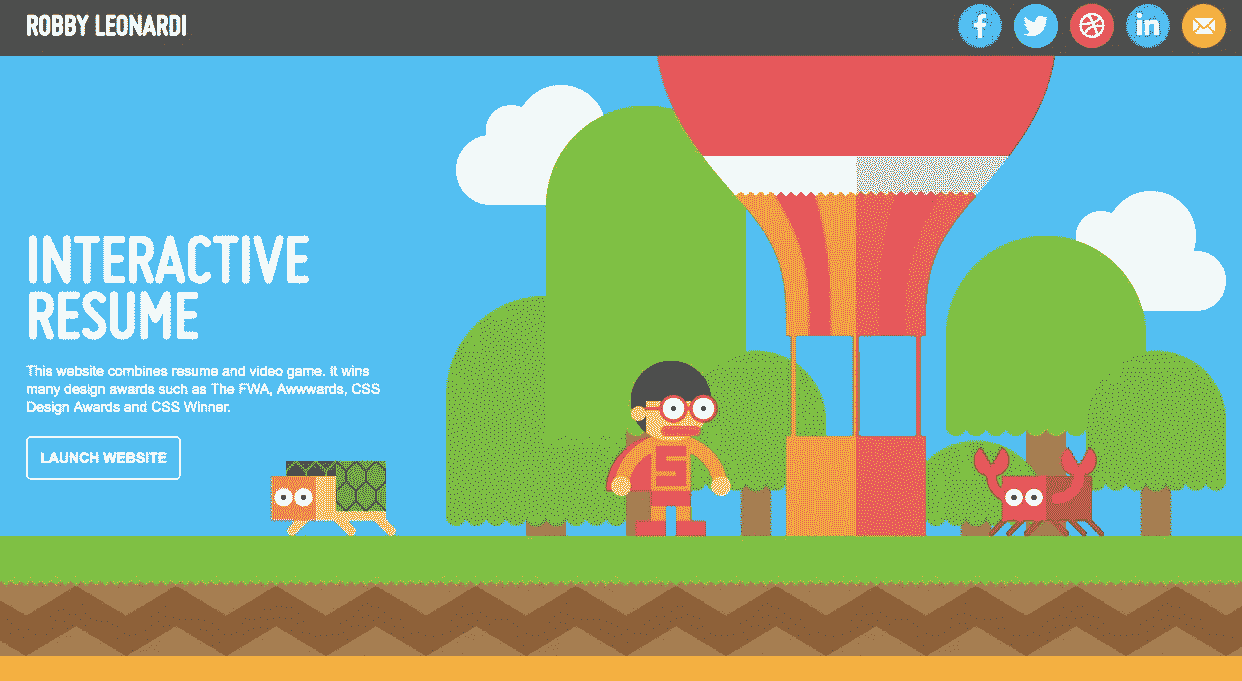 ROBBY LEONARDI
INTERACTIVE
RESUME
This website combines resume and video game. It wins
many design awards such as The FWA, Awwwards, CSS
Design Awards and CSS Winner.
LAUNCH WEBSITE
f
in
S